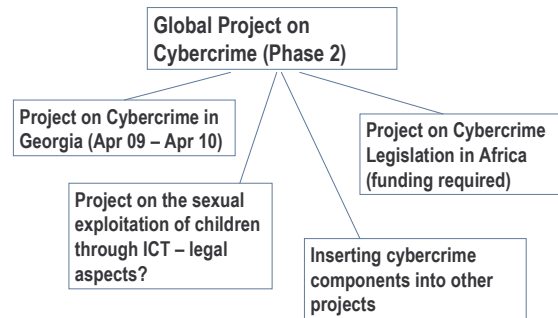 Global Project on
Cybercrime (Phase 2)
Project on Cybercrime in
Georgia (Apr 09 – Apr 10)
Project on Cybercrime
Legislation in Africa
(funding required)
Project on the sexual
exploitation of children
through ICT – legal
aspects?
Inserting cybercrime
components into other
projects